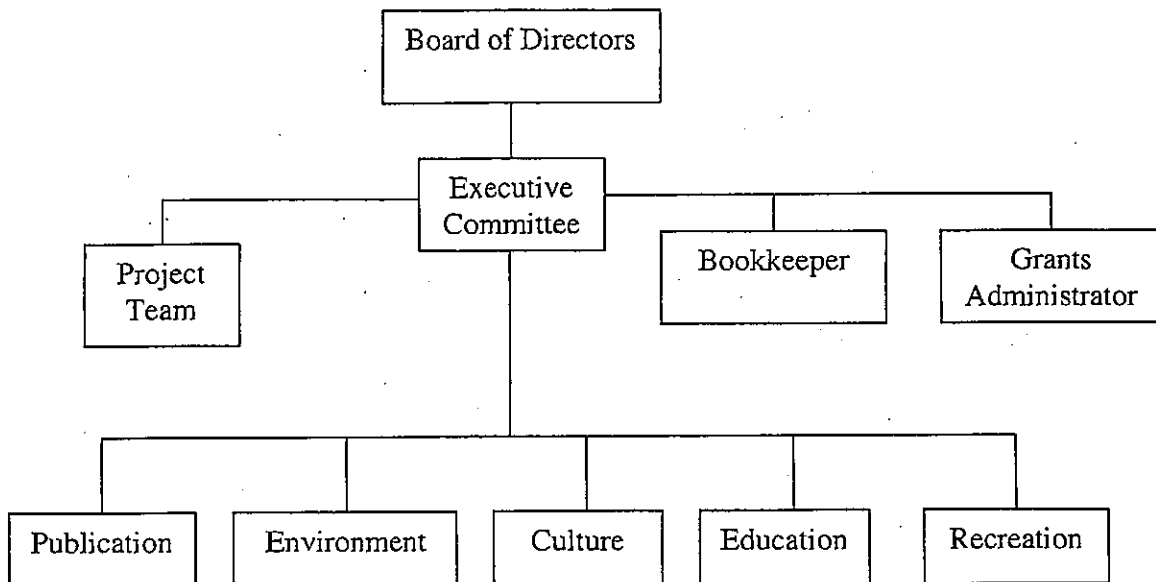 Board of Directors
Executive
Committee
Project
Team
Bookkeeper
Grants
Administrator
Publication
Environment
Culture
Education
Recreation